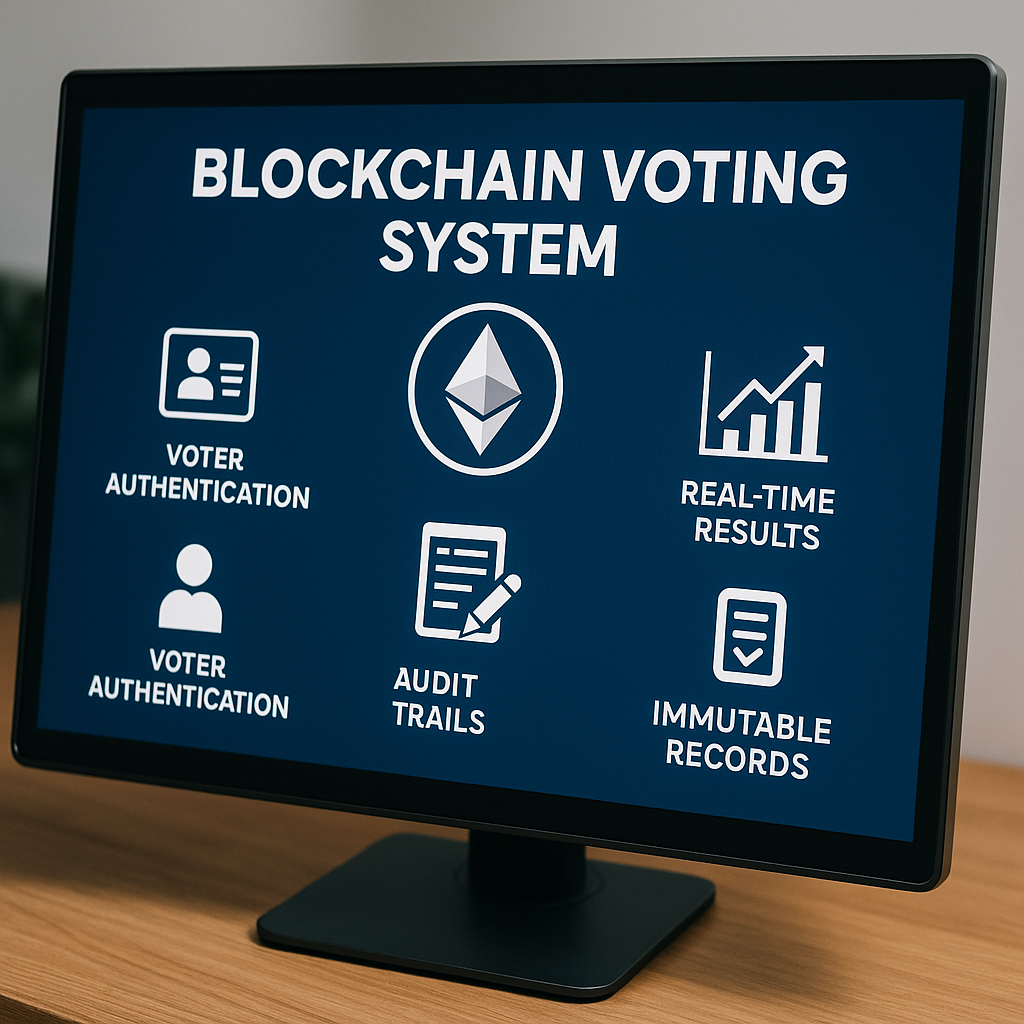 BLOCKCHAIN VOTING
SYSTEM
VOTER
AUTHENTICATION
REAL-TIME
RESULTS
VOTER
AUTHENTICATION
AUDIT
TRAILS
IMMUTABLE
RECORDS